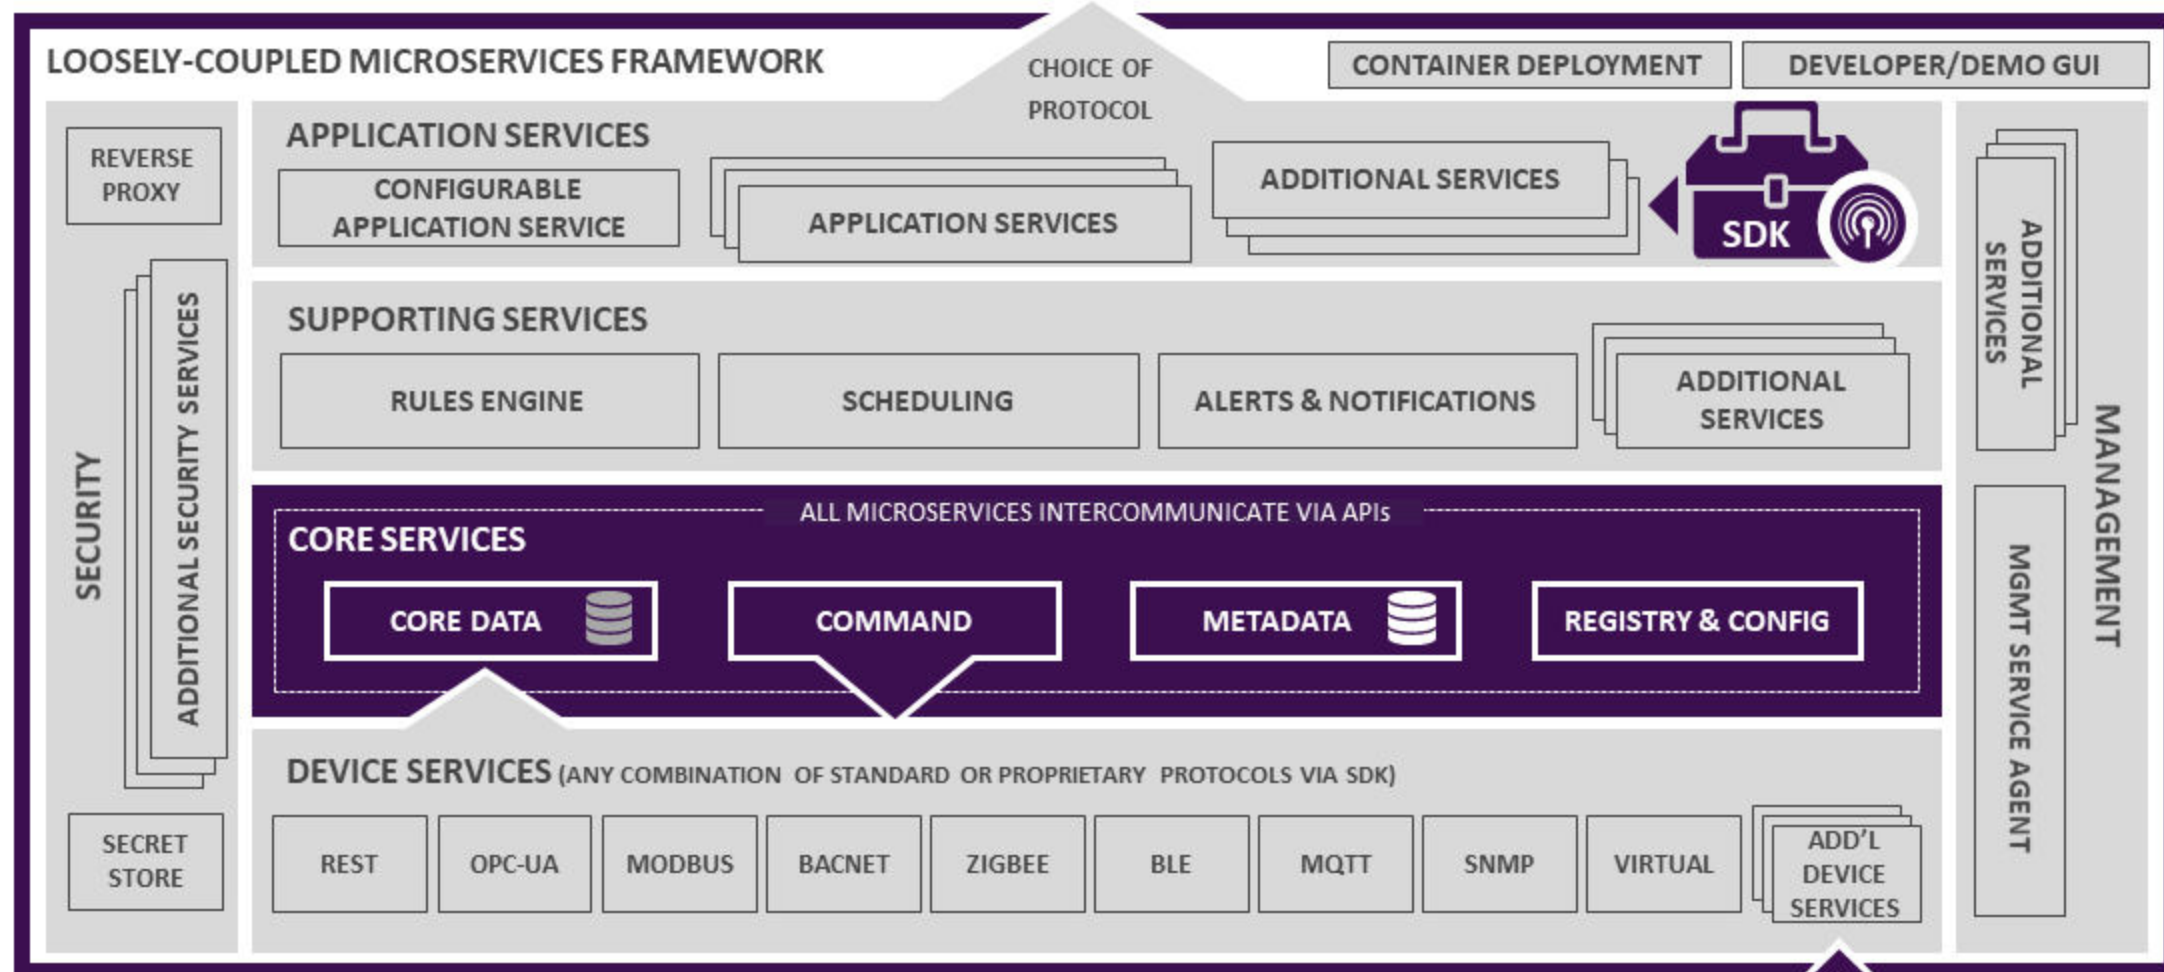 LOOSELY-COUPLED MICROSERVICES FRAMEWORK
CHOICE OF
PROTOCOL
CONTAINER DEPLOYMENT
DEVELOPER/DEMO GUI
SECURITY
REVERSE
PROXY
ADDITIONAL SECURITY SERVICES
SECRET
STORE
APPLICATION SERVICES
CONFIGURABLE
APPLICATION SERVICE
APPLICATION SERVICES
ADDITIONAL SERVICES
SDK
SUPPORTING SERVICES
RULES ENGINE
SCHEDULING
ALERTS & NOTIFICATIONS
ADDITIONAL
SERVICES
ALL MICROSERVICES INTERCOMMUNICATE VIA APIs
CORE SERVICES
CORE DATA
COMMAND
METADATA
REGISTRY & CONFIG
DEVICE SERVICES (ANY COMBINATION OF STANDARD OR PROPRIETARY PROTOCOLS VIA SDK)
REST
OPC-UA
MODBUS
BACNET
ZIGBEE
BLE
MQTT
SNMP
VIRTUAL
ADD'L
DEVICE
SERVICES
ADDITIONAL
SERVICES
MANAGEMENT
MGMT SERVICE AGENT